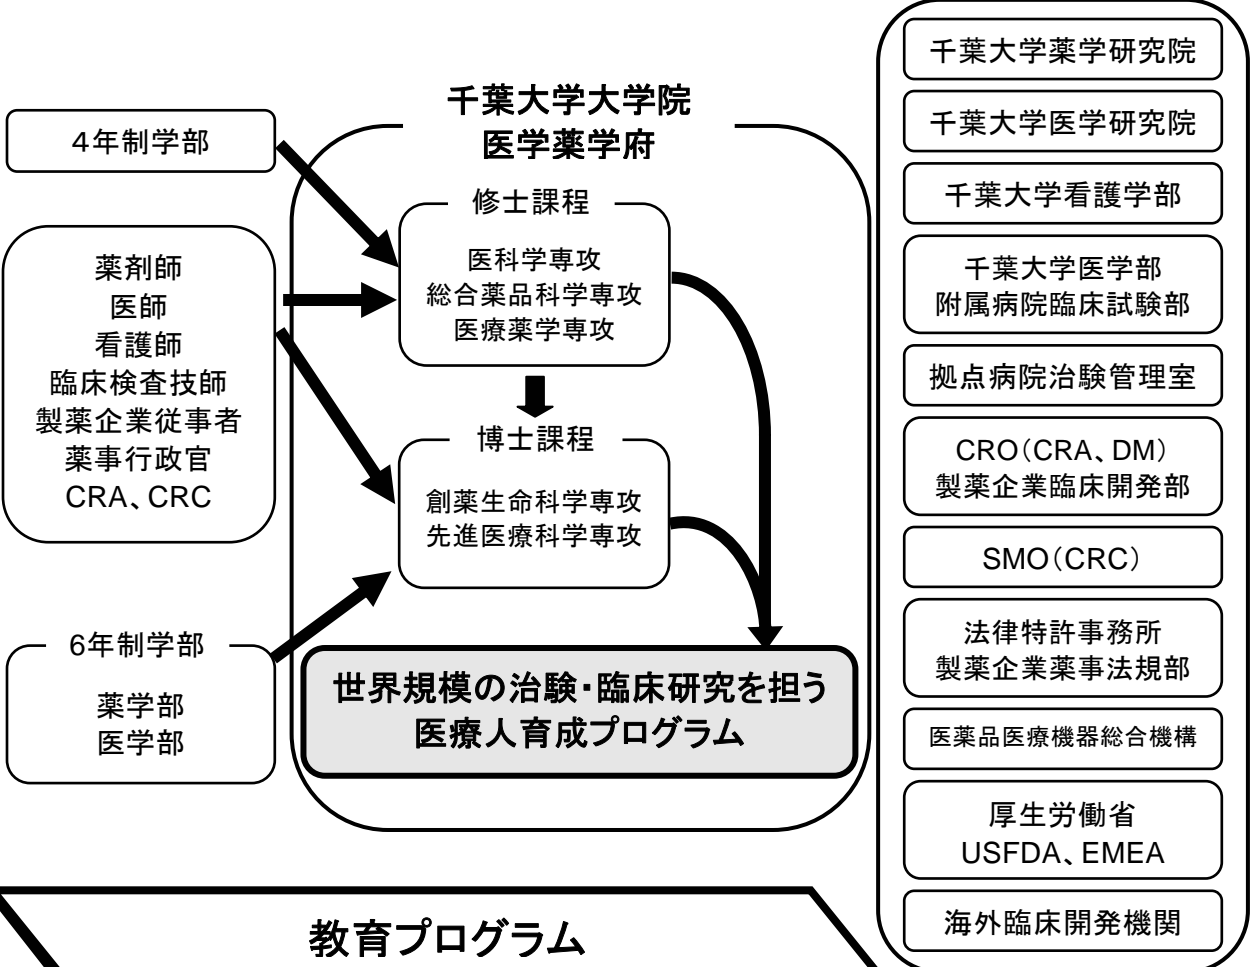 千葉大学大学院
医学薬学府
4年制学部
薬剤師
医師
看護師
臨床検査技師
製薬企業従事者
薬事行政官
CRA、CRC
6年制学部
薬学部
医学部
修士課程
医科学専攻
総合薬品科学専攻
医療薬学専攻
博士課程
創薬生命科学専攻
先進医療科学専攻
世界規模の治験・臨床研究を担う
医療人育成プログラム
千葉大学薬学研究院
千葉大学医学研究院
千葉大学看護学部
千葉大学医学部
附属病院臨床試験部
拠点病院治験管理室
CRO(CRA、DM)
製薬企業臨床開発部
SMO(CRC)
法律特許事務所
製薬企業薬事法規部
医薬品医療機器総合機構
厚生労働省
USFDA、EMEA
海外臨床開発機関
教育プログラム